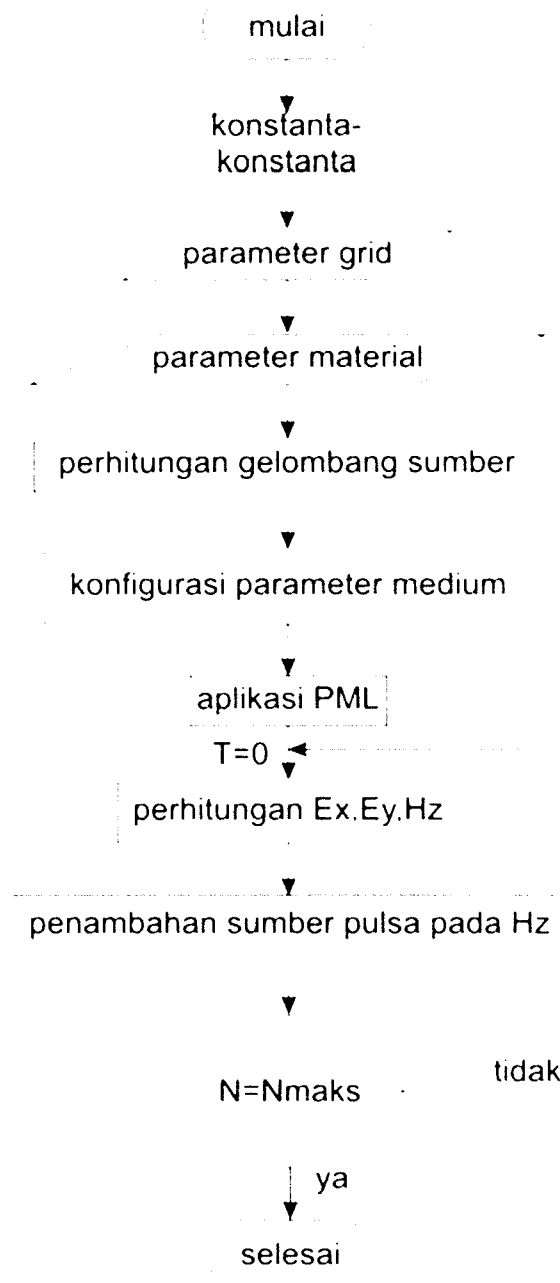 mulai
konstanta-
konstanta
parameter grid
parameter material
perhitungan gelombang sumber
konfigurasi parameter medium
aplikasi PML
T=0
perhitungan Ex.Ey.Hz
penambahan sumber pulsa pada Hz
N=Nmaks
tidak
ya
selesai